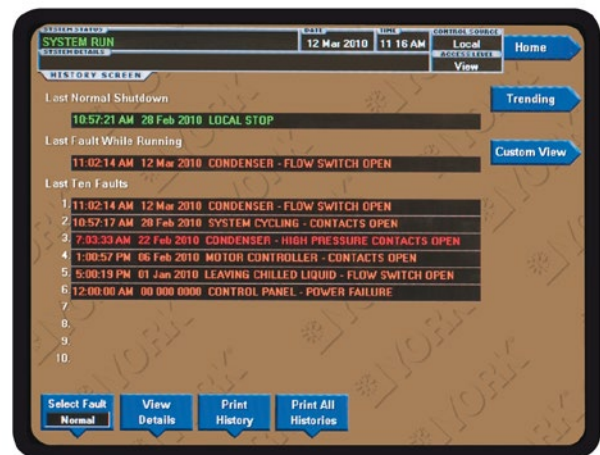 SYSTEM STATUS
SYSTEM RUN
SYSTEM DETAILS
DATE
12 Mar 2010
TIME
11 16 AM
CONTROL SOURCE
Local
ACCESS LEVEL
View
Home
HISTORY SCREEN
Trending
Custom View
Last Normal Shutdown
10:57:21 AM 28 Feb 2010 LOCAL STOP
Last Fault While Running
11:02:14 AM 12 Mar 2010 CONDENSER - FLOW SWITCH OPEN
Last Ten Faults
1. 11:02:14 AM 12 Mar 2010 CONDENSER - FLOW SWITCH OPEN
2. 10:57:17 AM 28 Feb 2010 SYSTEM CYCLING - CONTACTS OPEN
3. 7:03:33 AM 22 Feb 2010 CONDENSER - HIGH PRESSURE CONTACTS OPEN
4. 1:00:57 PM 06 Feb 2010 MOTOR CONTROLLER - CONTACTS OPEN
5. 5:00:19 PM 01 Jan 2010 LEAVING CHILLED LIQUID - FLOW SWITCH OPEN
6. 12:00:00 AM 00 000 0000 CONTROL PANEL - POWER FAILURE
7.
8.
9.
10.
YORK
Select Fault
Normal
View
Details
Print
History
Print All
Histories